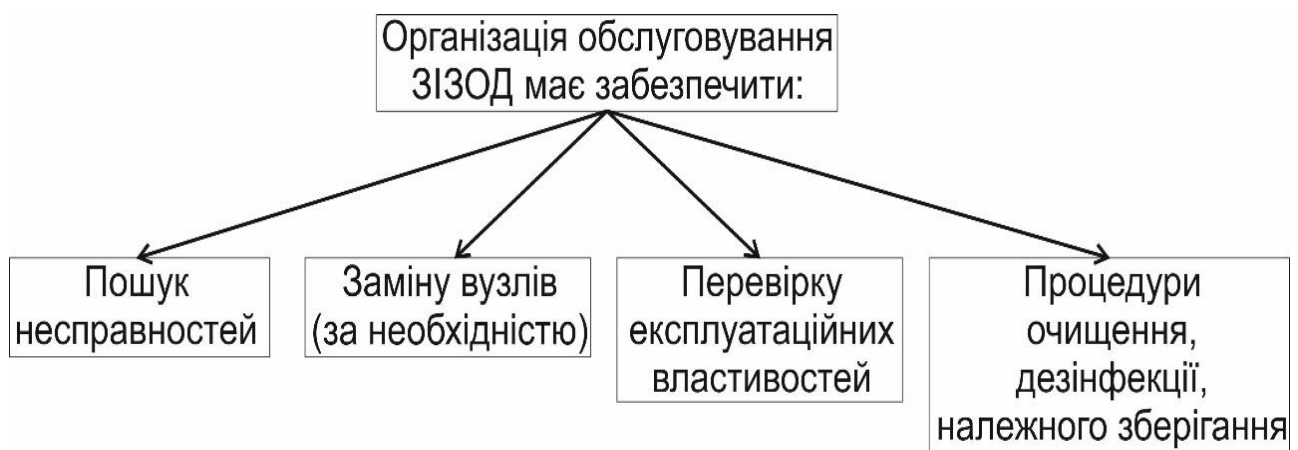 Організація обслуговування
ЗІЗОД має забезпечити:
Пошук
несправностей
Заміну вузлів
(за необхідністю)
Перевірку
експлуатаційних
властивостей
Процедури
очищення,
дезінфекції,
належного зберігання